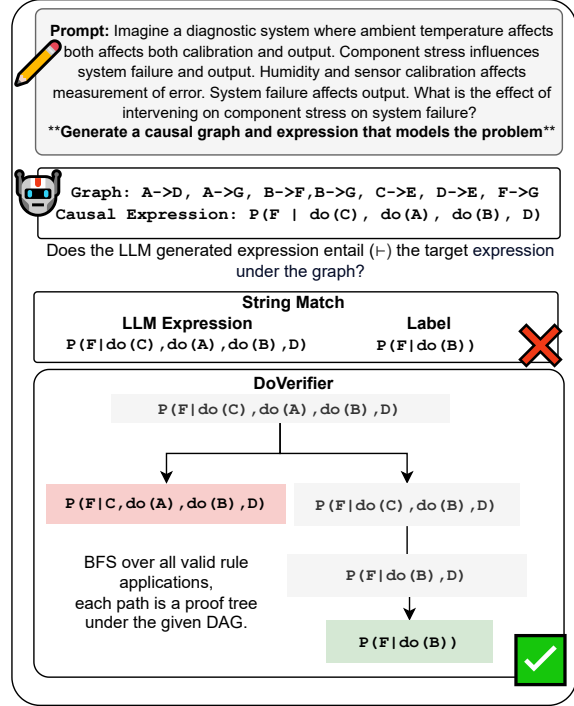 Prompt: Imagine a diagnostic system where ambient temperature affects
both affects both calibration and output. Component stress influences
system failure and output. Humidity and sensor calibration affects
measurement of error. System failure affects output. What is the effect of
intervening on component stress on system failure?
**Generate a causal graph and expression that models the problem**
Graph: A->D, A->G, B->F,B->G, C->E, D->E, F->G
Causal Expression: P(F | do(C), do(A), do(B), D)
Does the LLM generated expression entail (⊢) the target expression
under the graph?
String Match
LLM Expression Label
P(F|do(C),do(A),do(B),D) P(F|do(B))
DoVerifier
P(F|do(C),do(A),do(B),D)
P(F|C,do(A),do(B),D) P(F|do(C),do(B),D)
BFS over all valid rule
applications,
each path is a proof tree
under the given DAG.
P(F|do(B),D)
P(F|do(B))